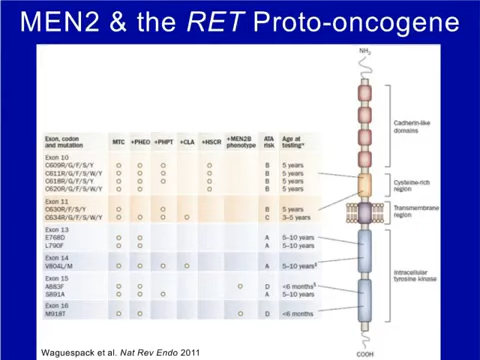 MEN2 & the RET Proto-oncogene
NH2
Exon, codon and mutation MTC +PHEO +PHPT +CLA +HSCR +MEN2B phenotype ATA risk Age at testing*
Exon 10
C609R/G/F/S/Y O O O O B 5 years
C611R/G/F/S/W/Y O O O O B 5 years
C618R/G/F/S/Y O O O O B 5 years
C620R/G/F/S/W/Y O O O B 5 years
Exon 11
C630R/F/S/Y O O O B 5 years
C634R/G/F/S/W/Y O O O O C 3–5 years
Exon 13
E768D O O A 5–10 years
L790F O O A 5–10 years
Exon 14
V804L/M O O O O A 5–10 years‡
Exon 15
A883F O O O D <6 months§
S891A O O O A 5–10 years
Exon 16
M918T O O O D <6 months
Cadherin-like
domains
Cysteine-rich
region
Transmembrane
region
Intracellular
tyrosine kinase
COOH
Waguespack et al. Nat Rev Endo 2011